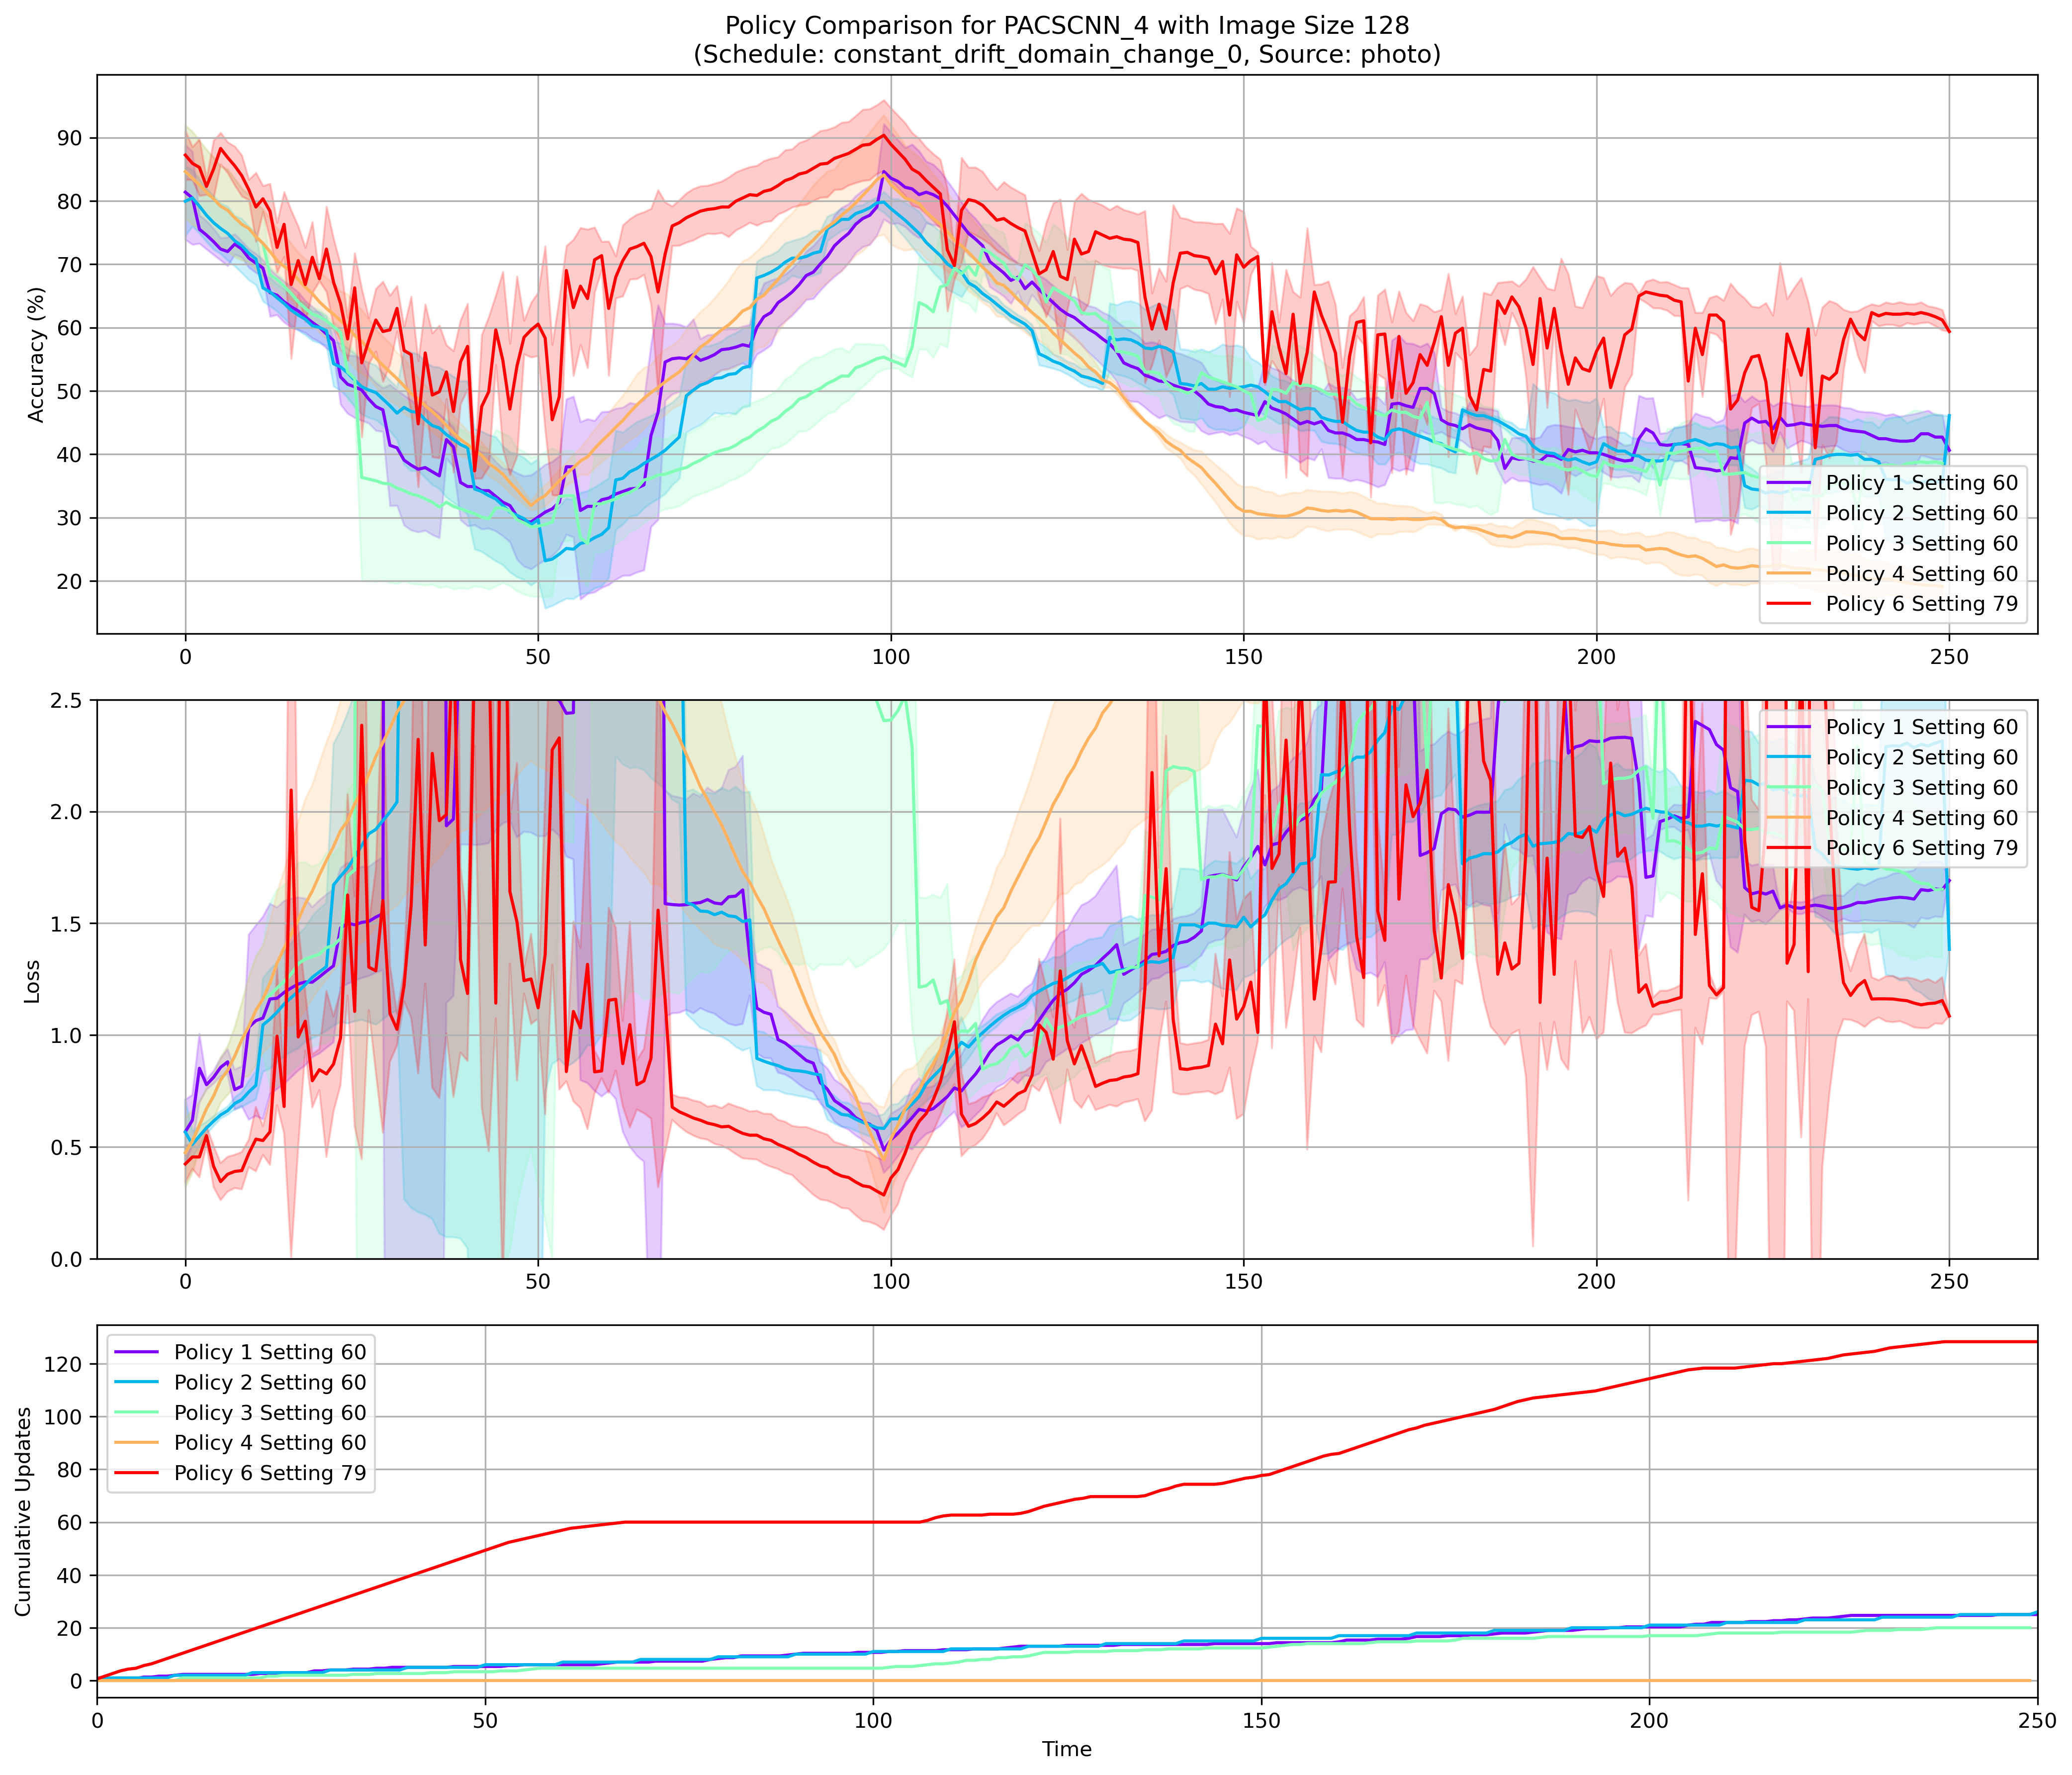 Policy Comparison for PACSCNN_4 with Image Size 128
(Schedule: constant_drift_domain_change_0, Source: photo)
Accuracy (%)
90
80
70
60
50
40
30
20
0 50 100 150 200 250
Policy 1 Setting 60
Policy 2 Setting 60
Policy 3 Setting 60
Policy 4 Setting 60
Policy 6 Setting 79
Loss
2.5
2.0
1.5
1.0
0.5
0.0
0 50 100 150 200 250
Policy 1 Setting 60
Policy 2 Setting 60
Policy 3 Setting 60
Policy 4 Setting 60
Policy 6 Setting 79
Cumulative Updates
120
100
80
60
40
20
0
Policy 1 Setting 60
Policy 2 Setting 60
Policy 3 Setting 60
Policy 4 Setting 60
Policy 6 Setting 79
0 50 100 150 200 250
Time